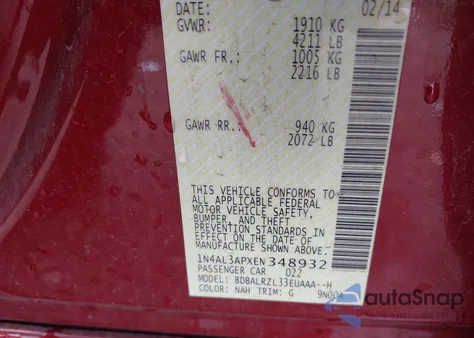 DATE: 02/14
GVWR: 1910 KG
4211 LB
GAWR FR.: 1005 KG
2216 LB
GAWR RR.: 940 KG
2072 LB
THIS VEHICLE CONFORMS TO
ALL APPLICABLE FEDERAL
MOTOR VEHICLE SAFETY,
BUMPER, AND THEFT
PREVENTION STANDARDS IN
EFFECT ON THE DATE OF
MANUFACTURE SHOWN ABOVE.
1N4AL3APXEN348932
PASSENGER CAR 022
MODEL: BDBALRZL33EUAAA--H
COLOR: NAH TRIM: G 9N00A
autoSnap